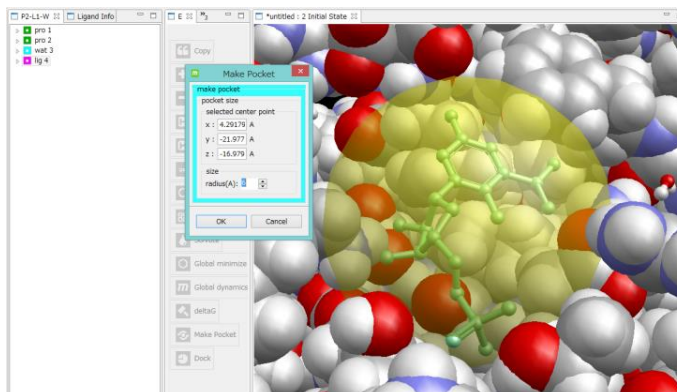 P2-L1-W
Ligand Info
E
*untitled : 2 Initial State
pro 1
pro 2
wat 3
lig 4
Copy
Make Pocket
make pocket
pocket size
selected center point
x : 4.29179 A
y : -21.977 A
z : -16.979 A
size
radius(A): 6
OK
Cancel
Global minimize
Global dynamics
deltaG
Make Pocket
Dock